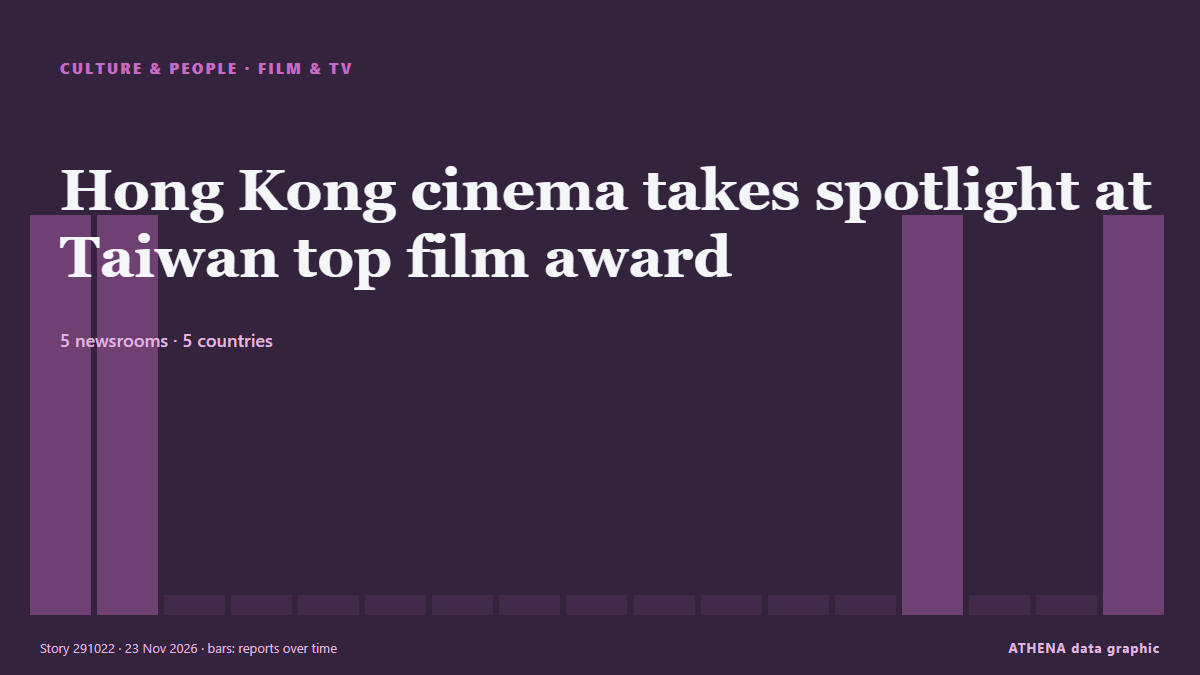 CULTURE & PEOPLE · FILM & TV
Hong Kong cinema takes spotlight at
Taiwan top film award
5 newsrooms · 5 countries
Story 291022 · 23 Nov 2026 · bars: reports over time
ATHENA data graphic